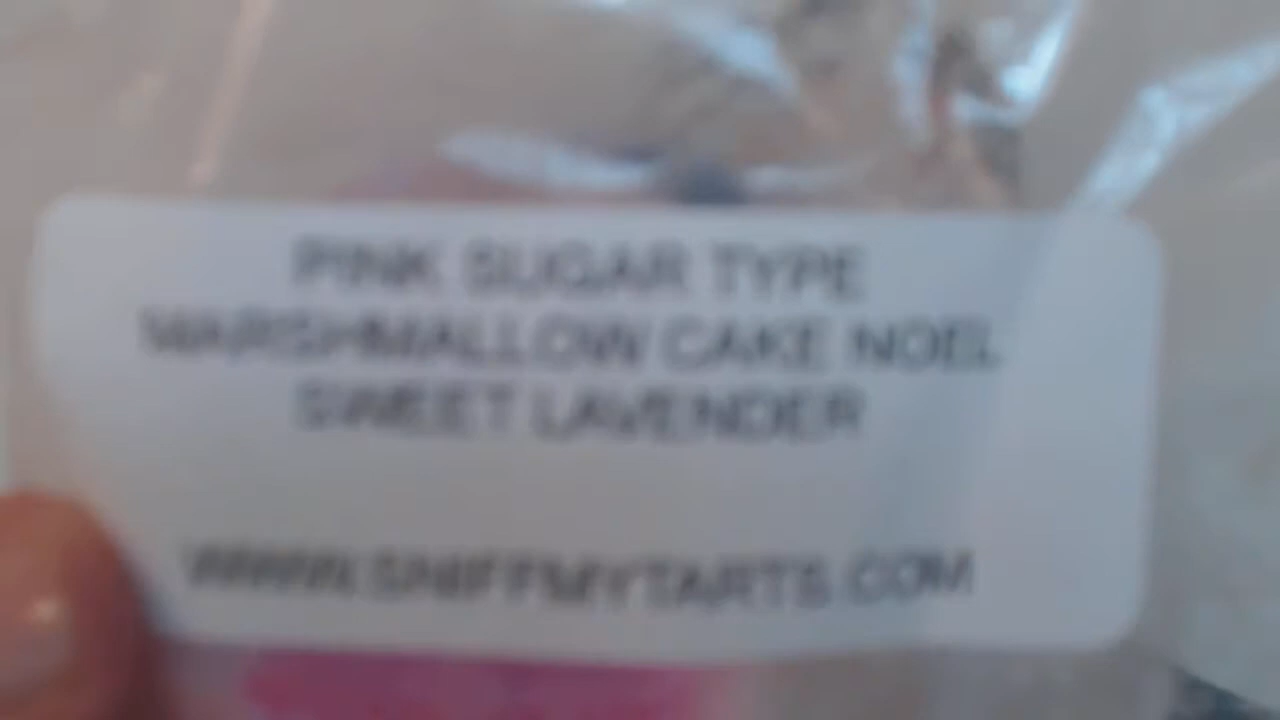 PINK SUGAR TYPE
MARSHMALLOW CAKE NOEL
SWEET LAVENDER
WWW.SNIFFMYTARTS.COM